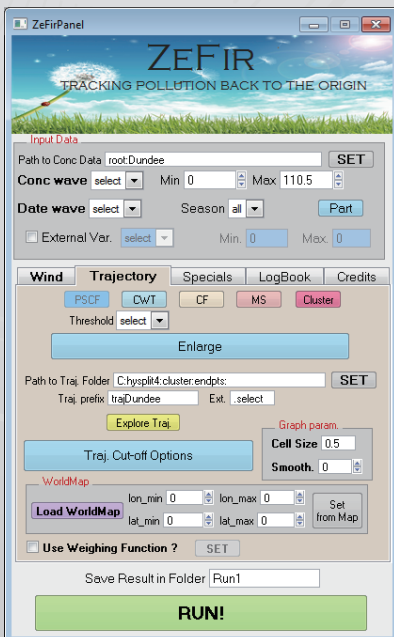 ZeFirPanel
ZEFIR
TRACKING POLLUTION BACK TO THE ORIGIN
Input Data
Path to Conc Data root:Dundee SET
Conc wave select Min 0 Max 110.5
Date wave select Season all Part
External Var. select Min. 0 Max. 0
Wind Trajectory Specials LogBook Credits
PSCF CWT CF MS Cluster
Threshold select
Enlarge
Path to Traj. Folder C:hysplit4:cluster:endpts: SET
Traj. prefix trajDundee Ext. .select
Explore Traj.
Graph param.
Cell Size 0.5
Traj. Cut-off Options
Smooth. 0
WorldMap
Load WorldMap lon_min 0 lon_max 0 Set from Map
lat_min 0 lat_max 0
Use Weighing Function ? SET
Save Result in Folder Run1
RUN!